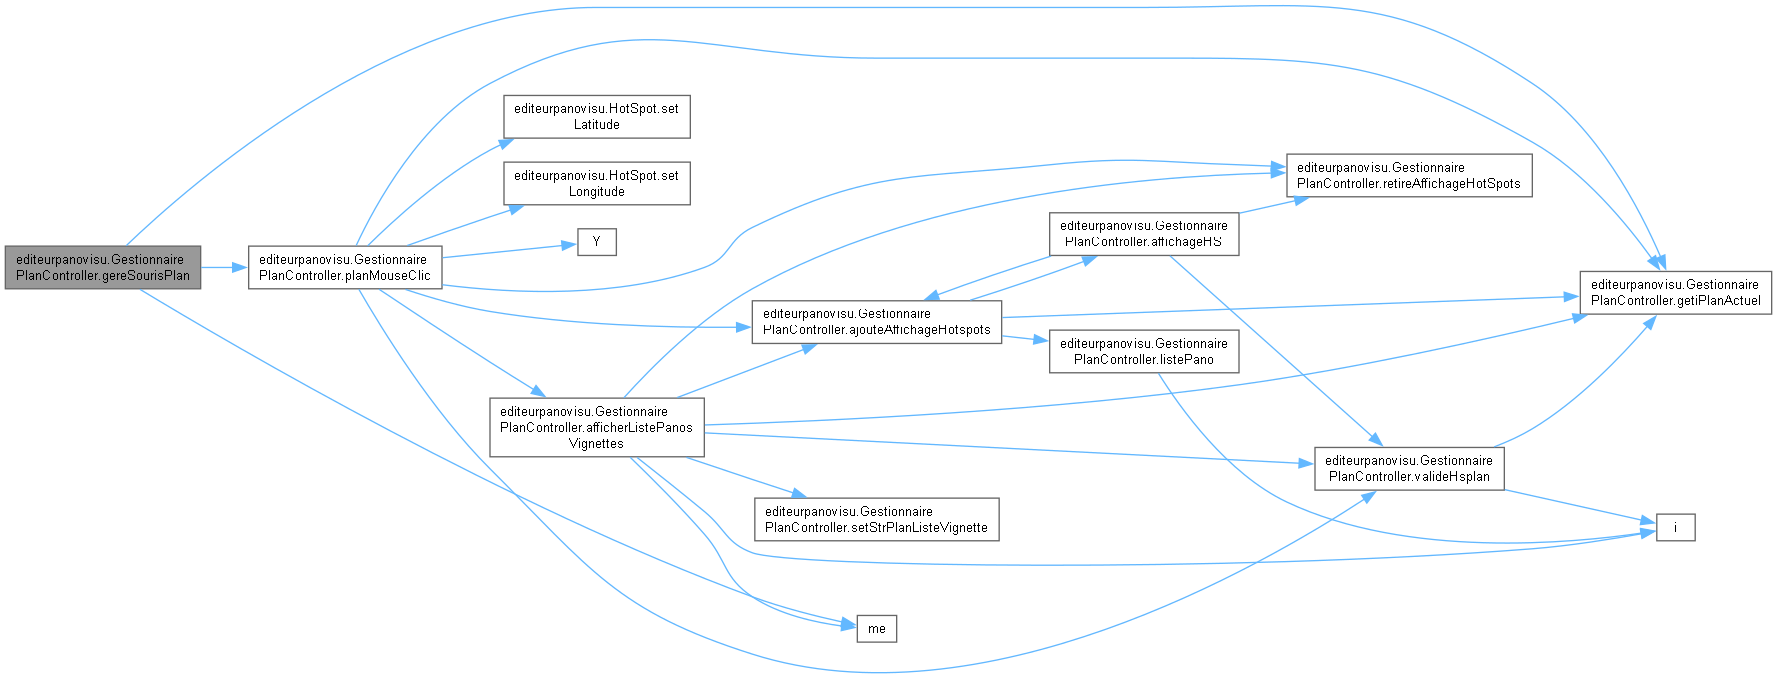 editeurpanovisu.Gestionnaire
PlanController.gereSourisPlan
editeurpanovisu.Gestionnaire
PlanController.planMouseClic
editeurpanovisu.HotSpot.set
Latitude
editeurpanovisu.HotSpot.set
Longitude
Y
editeurpanovisu.Gestionnaire
PlanController.afficherListePanos
Vignettes
editeurpanovisu.Gestionnaire
PlanController.ajouteAffichageHotspots
editeurpanovisu.Gestionnaire
PlanController.setStrPlanListeVignette
me
editeurpanovisu.Gestionnaire
PlanController.affichageHS
editeurpanovisu.Gestionnaire
PlanController.listePano
editeurpanovisu.Gestionnaire
PlanController.retireAffichageHotSpots
editeurpanovisu.Gestionnaire
PlanController.valideHsplan
editeurpanovisu.Gestionnaire
PlanController.getiPlanActuel
i